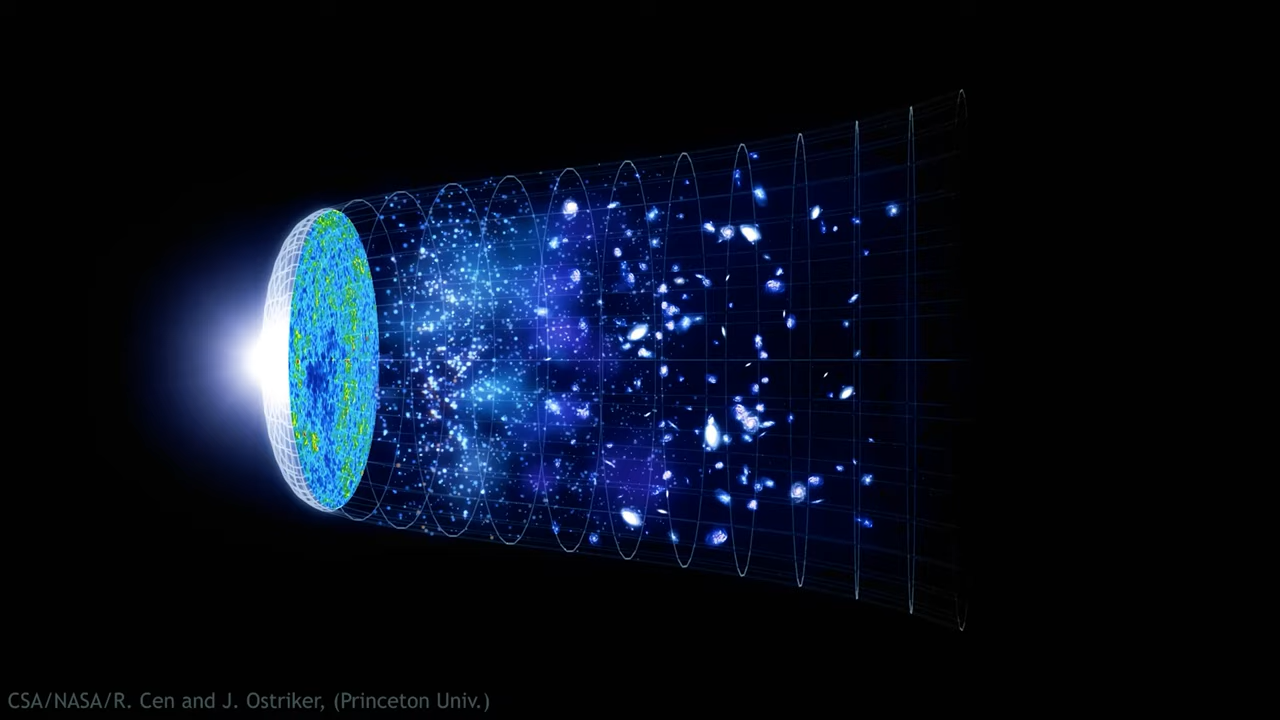 CSA/NASA/R. Cen and J. Ostriker, (Princeton Univ.)